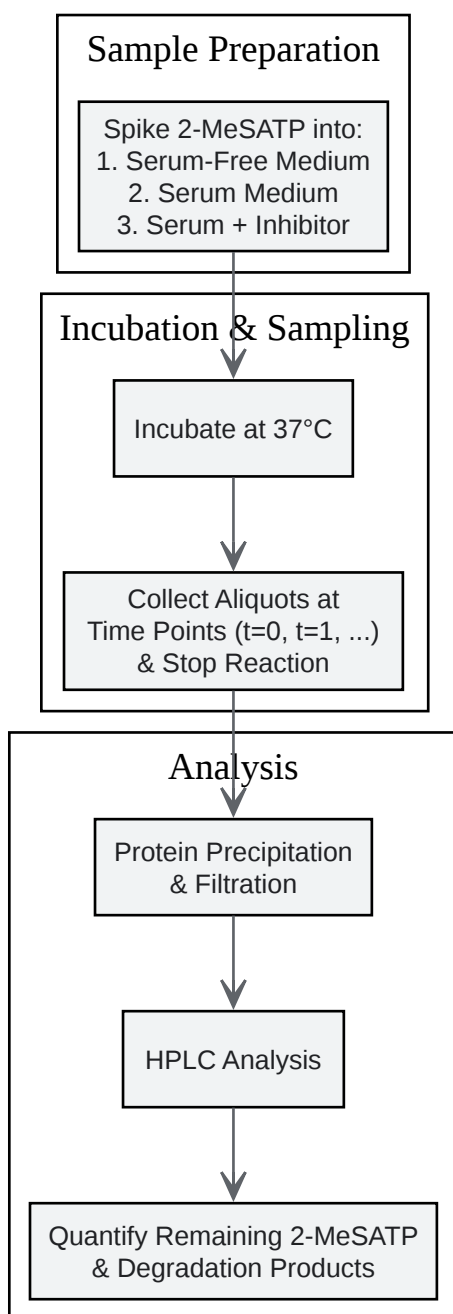 Sample Preparation
Spike 2-MeSATP into:
1. Serum-Free Medium
2. Serum Medium
3. Serum + Inhibitor
Incubation & Sampling
Incubate at 37°C
Collect Aliquots at
Time Points (t=0, t=1, ...)
& Stop Reaction
Analysis
Protein Precipitation
& Filtration
HPLC Analysis
Quantify Remaining 2-MeSATP
& Degradation Products